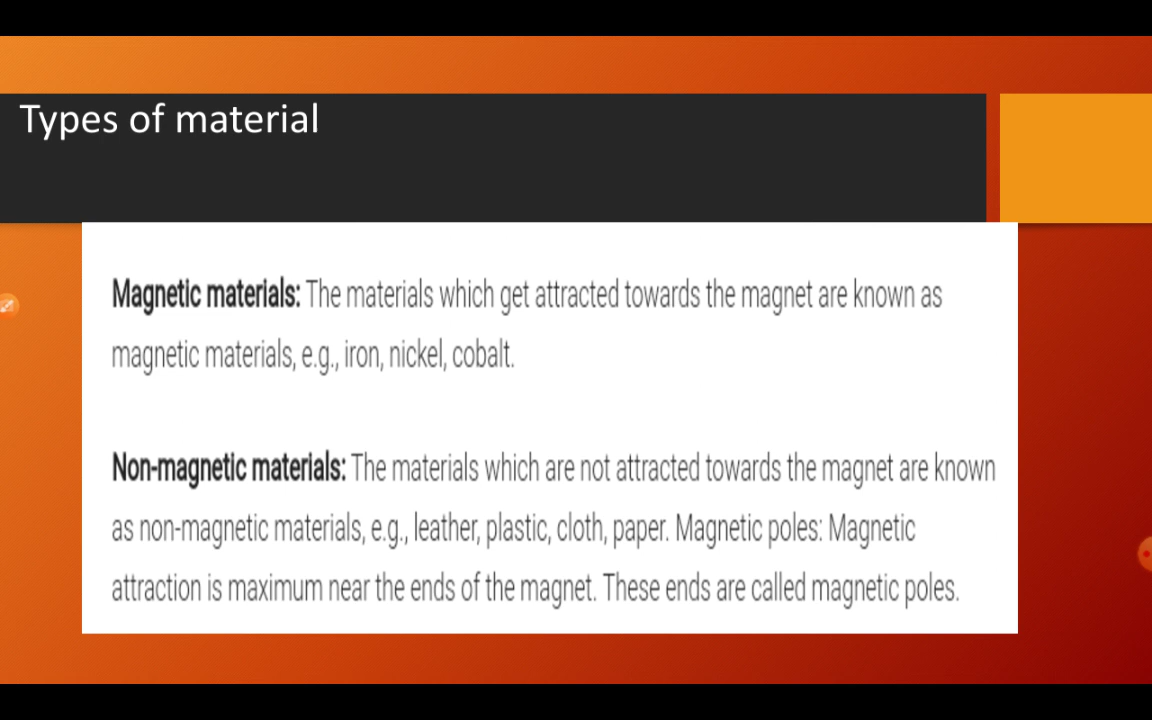 Types of material
Magnetic materials: The materials which get attracted towards the magnet are known as
magnetic materials, e.g., iron, nickel, cobalt.
Non-magnetic materials: The materials which are not attracted towards the magnet are known
as non-magnetic materials, e.g., leather, plastic, cloth, paper. Magnetic poles: Magnetic
attraction is maximum near the ends of the magnet. These ends are called magnetic poles.